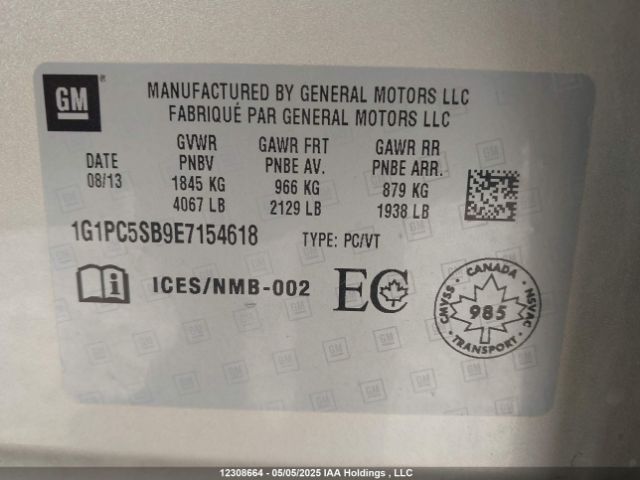 GM
®
MANUFACTURED BY GENERAL MOTORS LLC
FABRIQUÉ PAR GENERAL MOTORS LLC
DATE
08/13
GVWR
PNBV
1845 KG
4067 LB
GAWR FRT
PNBE AV.
966 KG
2129 LB
GAWR RR
PNBE ARR.
879 KG
1938 LB
1G1PC5SB9E7154618
TYPE: PC/VT
ICES/NMB-002
EC
CANADA
CMVSS
NSVAC
985
TRANSPORT
12308664 - 05/05/2025 IAA Holdings , LLC